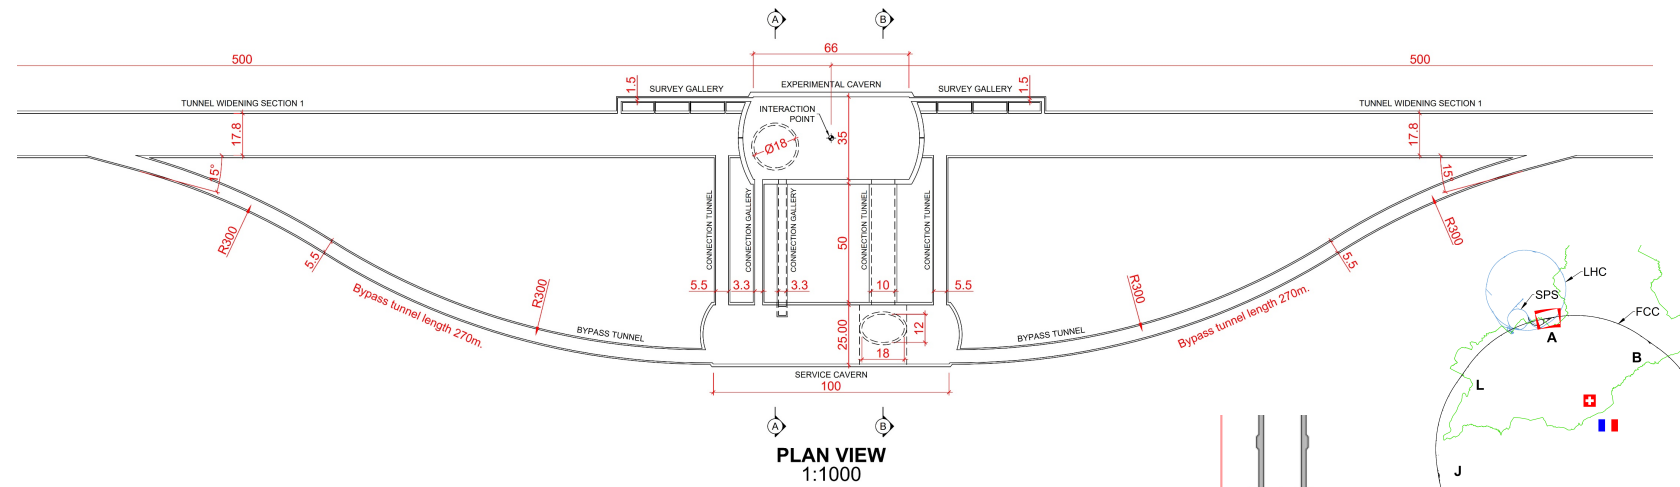 A
B
66
500
500
1.5
SURVEY GALLERY
EXPERIMENTAL CAVERN
SURVEY GALLERY
1.5
TUNNEL WIDENING SECTION 1
INTERACTION
POINT
TUNNEL WIDENING SECTION 1
17.8
Ø18
35
17.8
15°
15°
R300
5.5
Bypass tunnel length 270m.
R300
BYPASS TUNNEL
CONNECTION TUNNEL
CONNECTION GALLERY
CONNECTION GALLERY
50
CONNECTION TUNNEL
CONNECTION TUNNEL
5.5
3.3
3.3
10
5.5
R300
BYPASS TUNNEL
Bypass tunnel length 270m.
5.5
R300
25.00
12
18
SERVICE CAVERN
100
A
B
PLAN VIEW
1:1000
LHC
SPS
FCC
A
B
L
J